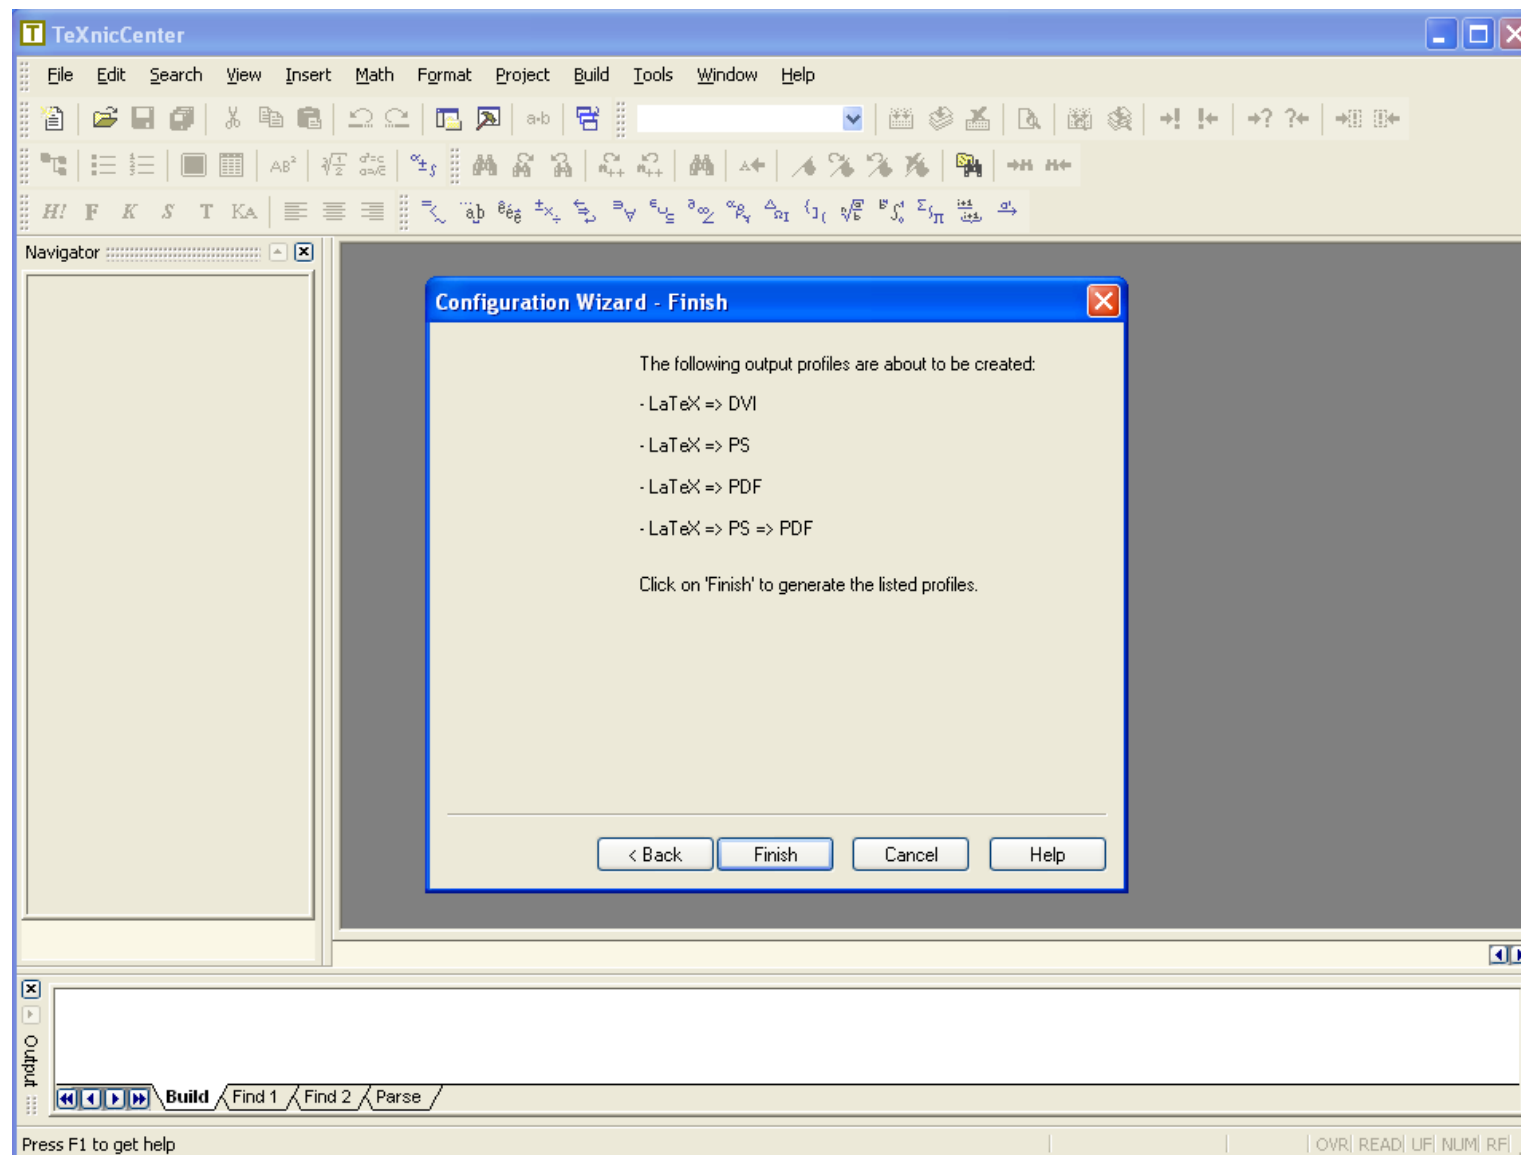 TeXnicCenter
File Edit Search View Insert Math Format Project Build Tools Window Help
H! F K S T KA
Navigator
Configuration Wizard - Finish
The following output profiles are about to be created:
- LaTeX => DVI
- LaTeX => PS
- LaTeX => PDF
- LaTeX => PS => PDF
Click on 'Finish' to generate the listed profiles.
< Back Finish Cancel Help
Output
Build Find 1 Find 2 Parse
Press F1 to get help
OVR READ UF NUM RF